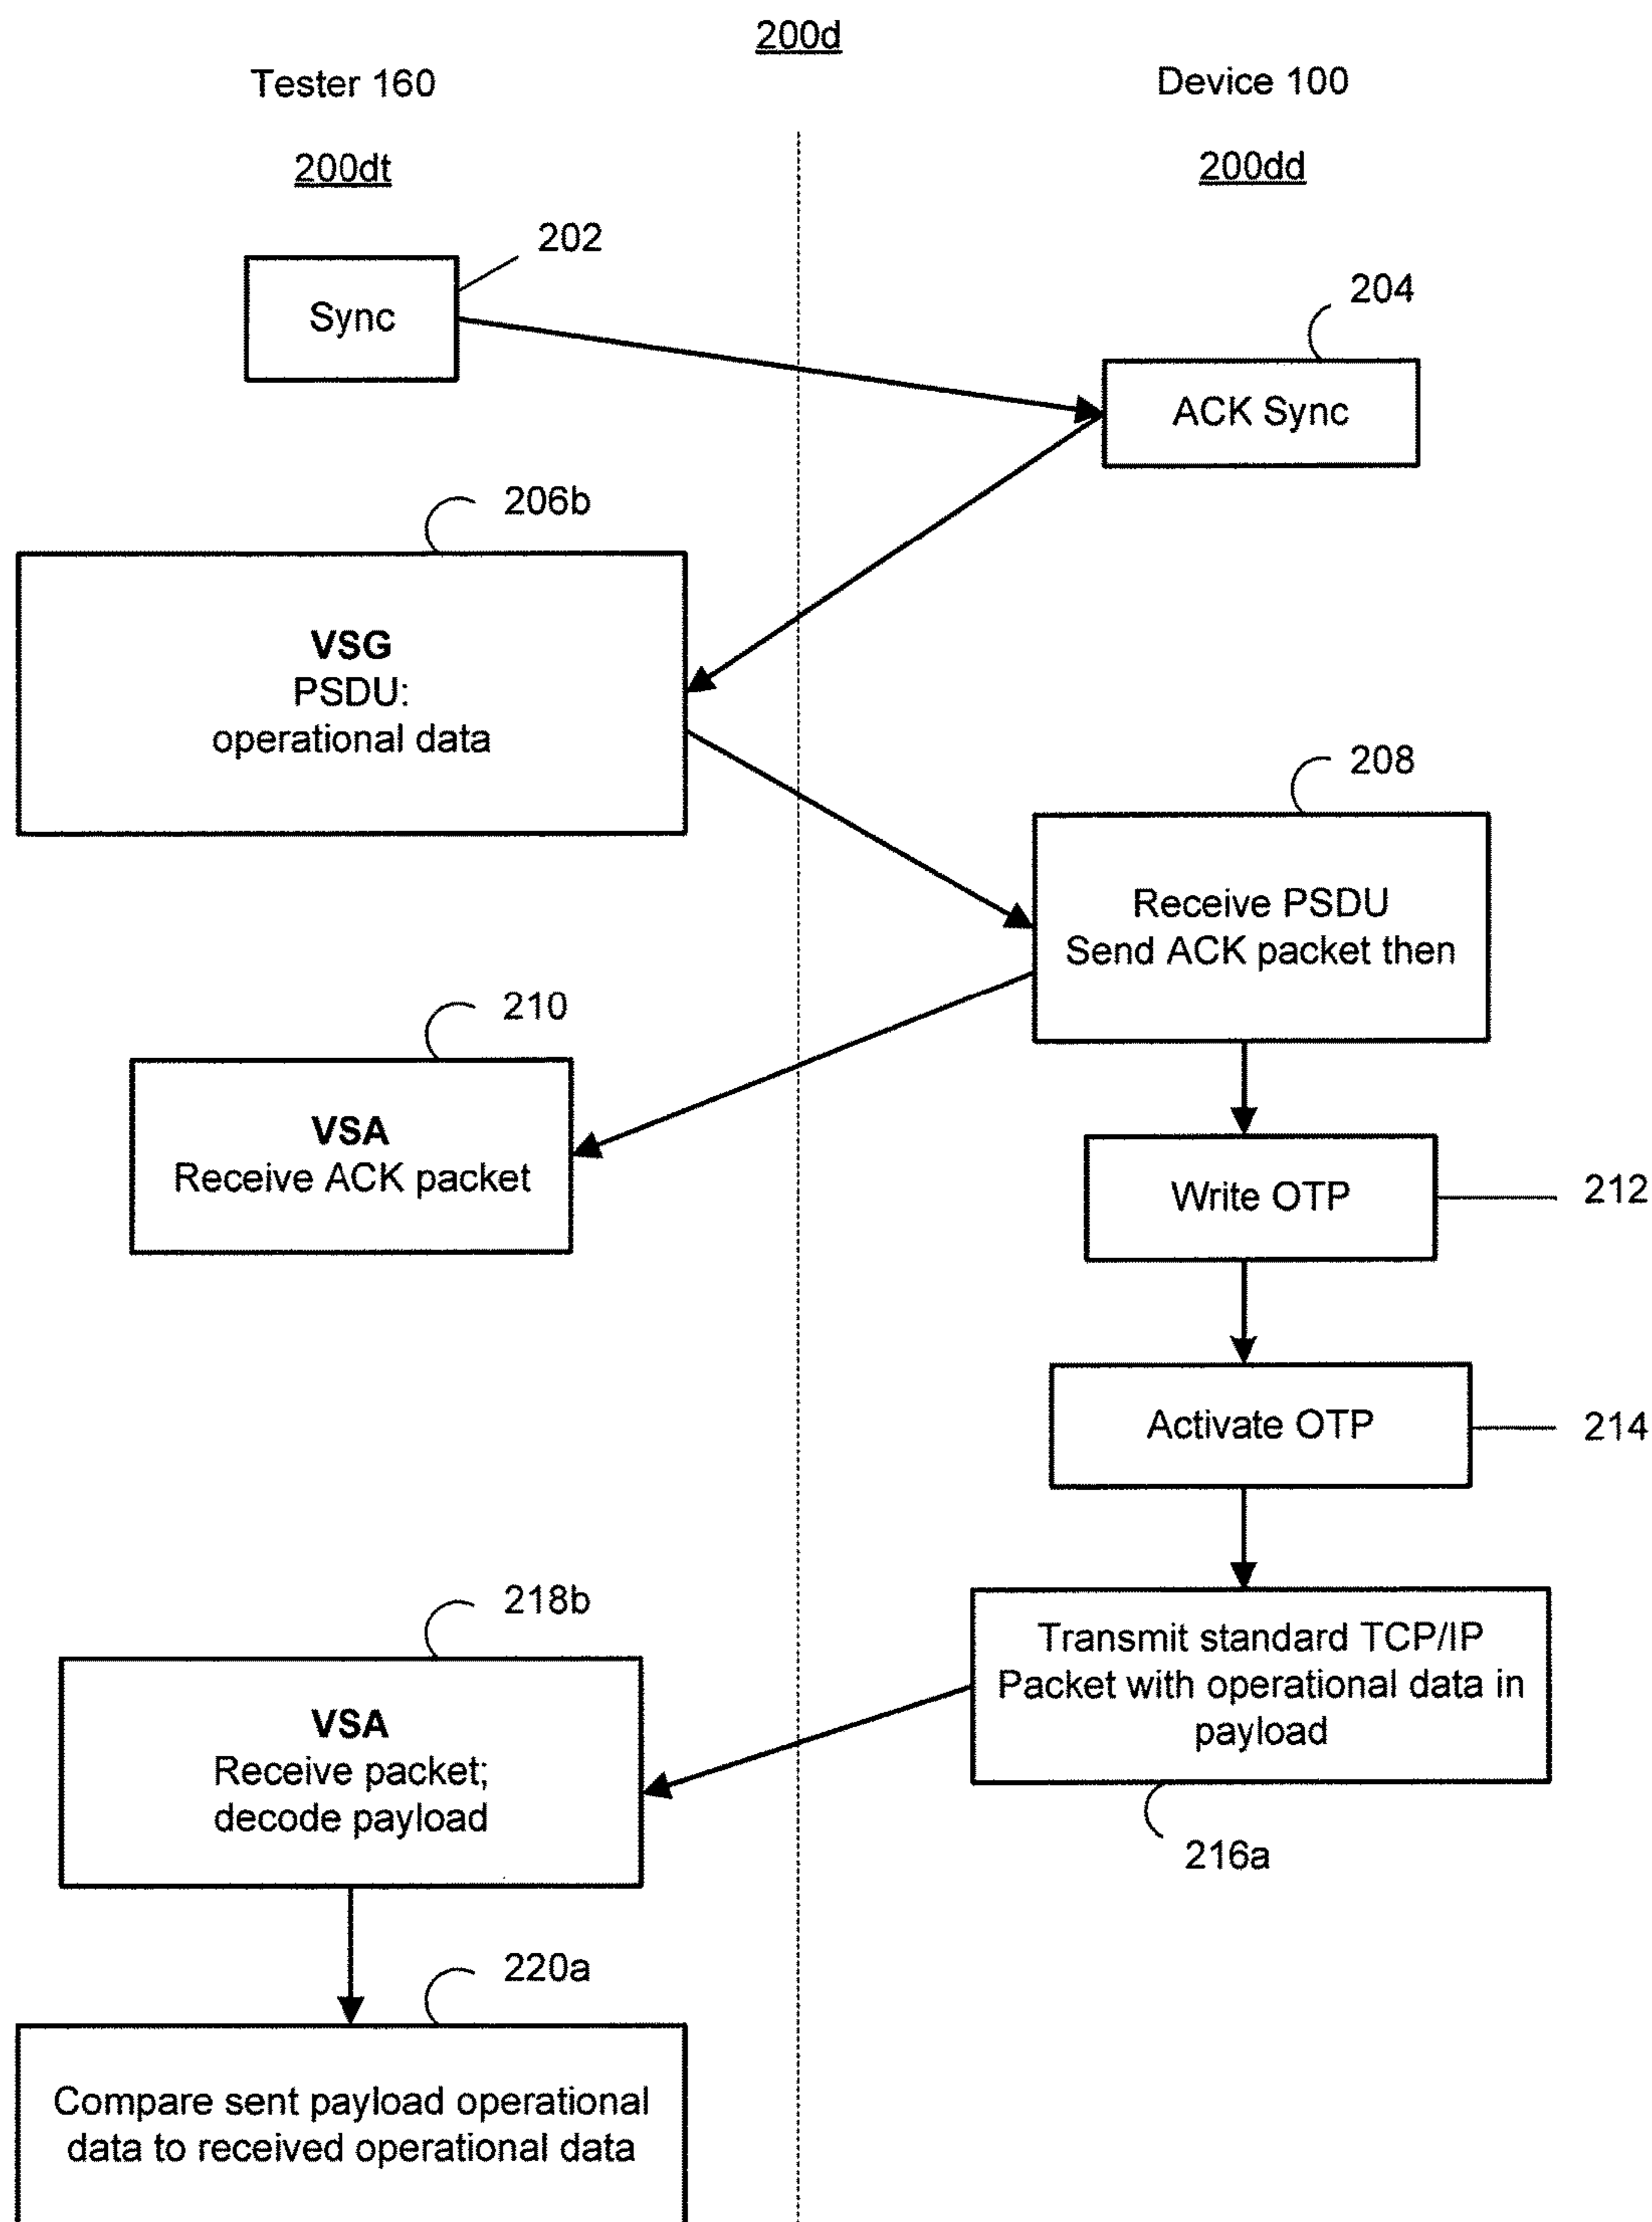 200d
Tester 160
Device 100
200dt
200dd
202
Sync
204
ACK Sync
206b
VSG
PSDU:
operational data
208
Receive PSDU
Send ACK packet then
210
VSA
Receive ACK packet
Write OTP
212
Activate OTP
214
218b
Transmit standard TCP/IP
Packet with operational data in
payload
VSA
Receive packet;
decode payload
216a
220a
Compare sent payload operational
data to received operational data